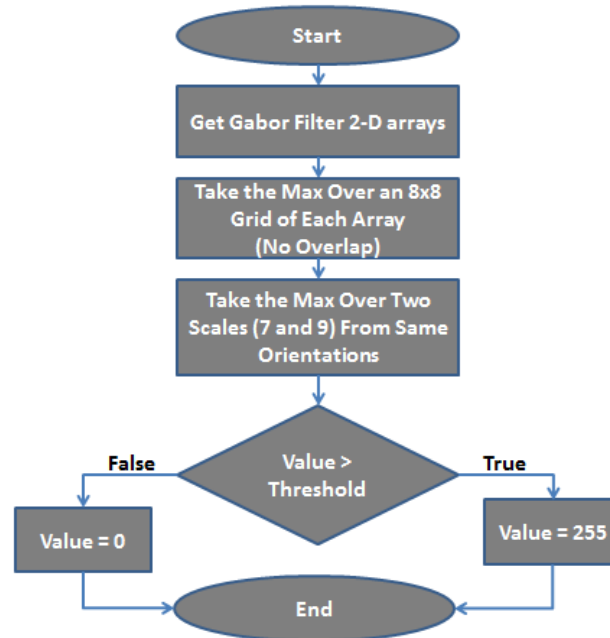 Start
Get Gabor Filter 2-D arrays
Take the Max Over an 8x8
Grid of Each Array
(No Overlap)
Take the Max Over Two
Scales (7 and 9) From Same
Orientations
False
Value >
Threshold
True
Value = 0
Value = 255
End